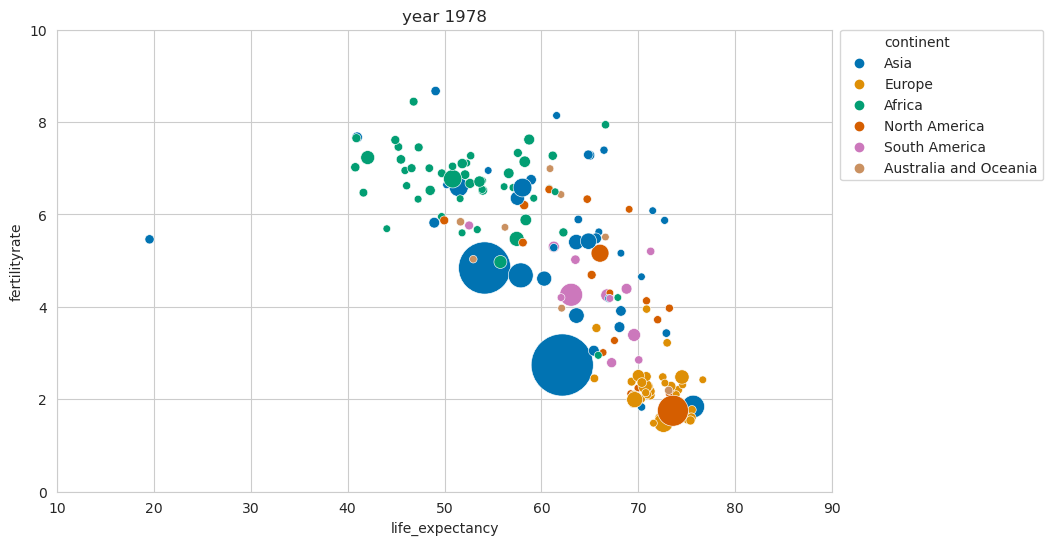 year 1978
10
8
6
4
2
0
fertilityrate
10 20 30 40 50 60 70 80 90
life_expectancy
continent
Asia
Europe
Africa
North America
South America
Australia and Oceania